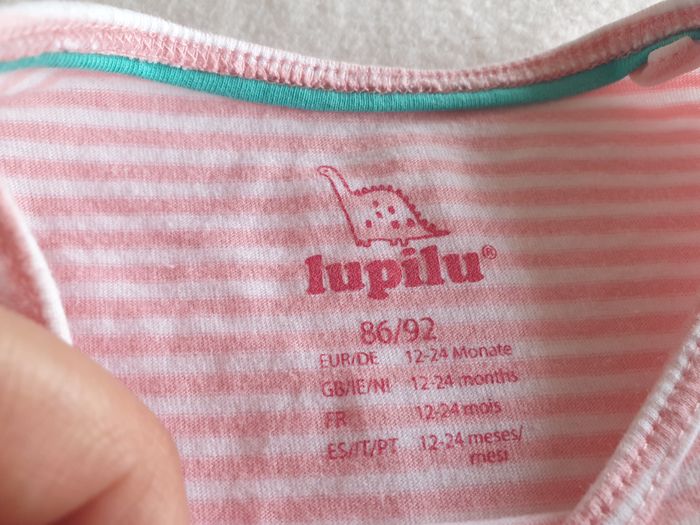 lupilu®
86/92
EUR/DE 12-24 Monate
GB/IE/NI 12-24 months
FR 12-24 mois
ES/IT/PT 12-24 meses/
mesi